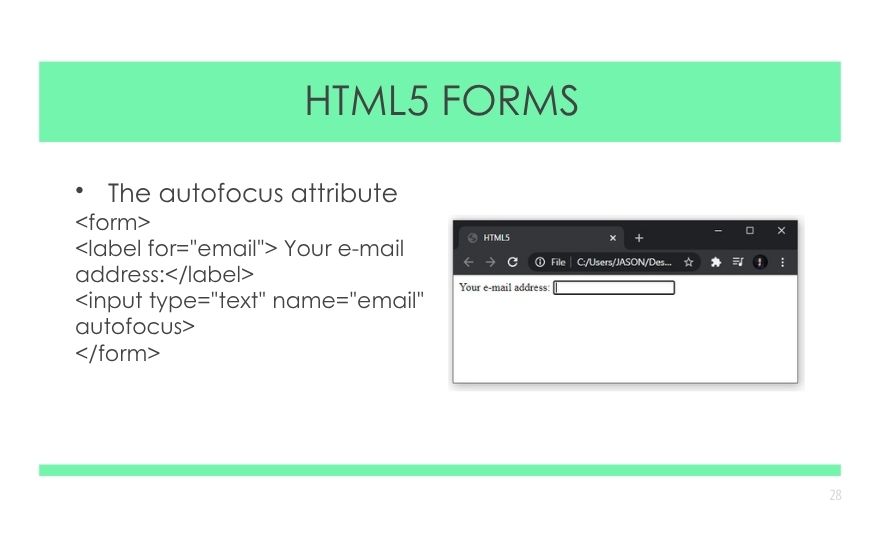 HTML5 FORMS
• The autofocus attribute
<form>
<label for="email"> Your e-mail
address:</label>
<input type="text" name="email"
autofocus>
</form>
HTML5
File | C:/Users/JASON/Des...
Your e-mail address:
28